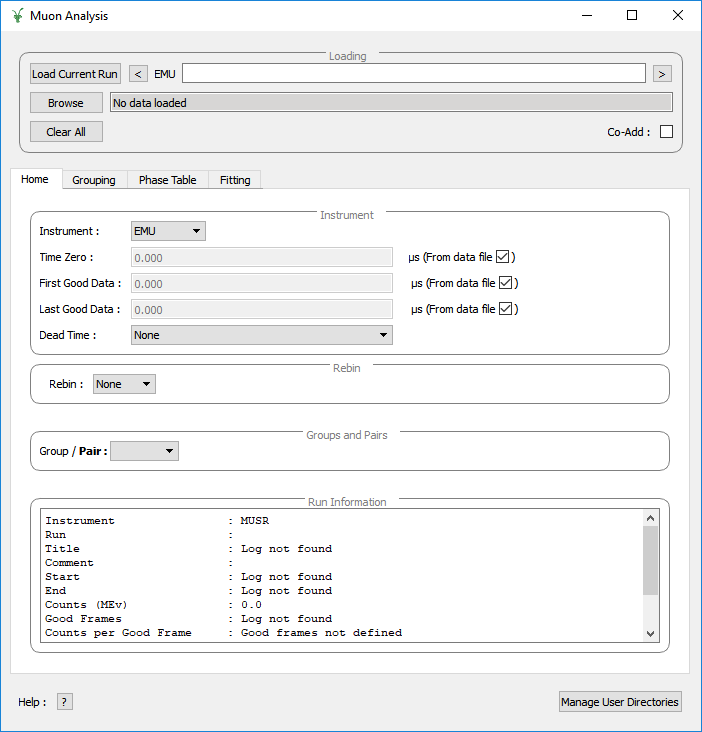 Muon Analysis
Loading
Load Current Run < EMU >
Browse No data loaded
Clear All Co-Add :
Home Grouping Phase Table Fitting
Instrument
Instrument : EMU
Time Zero : 0.000 µs (From data file )
First Good Data : 0.000 µs (From data file )
Last Good Data : 0.000 µs (From data file )
Dead Time : None
Rebin
Rebin : None
Groups and Pairs
Group / Pair :
Run Information
Instrument : MUSR
Run :
Title : Log not found
Comment :
Start : Log not found
End : Log not found
Counts (MEv) : 0.0
Good Frames : Log not found
Counts per Good Frame : Good frames not defined
Help : ? Manage User Directories